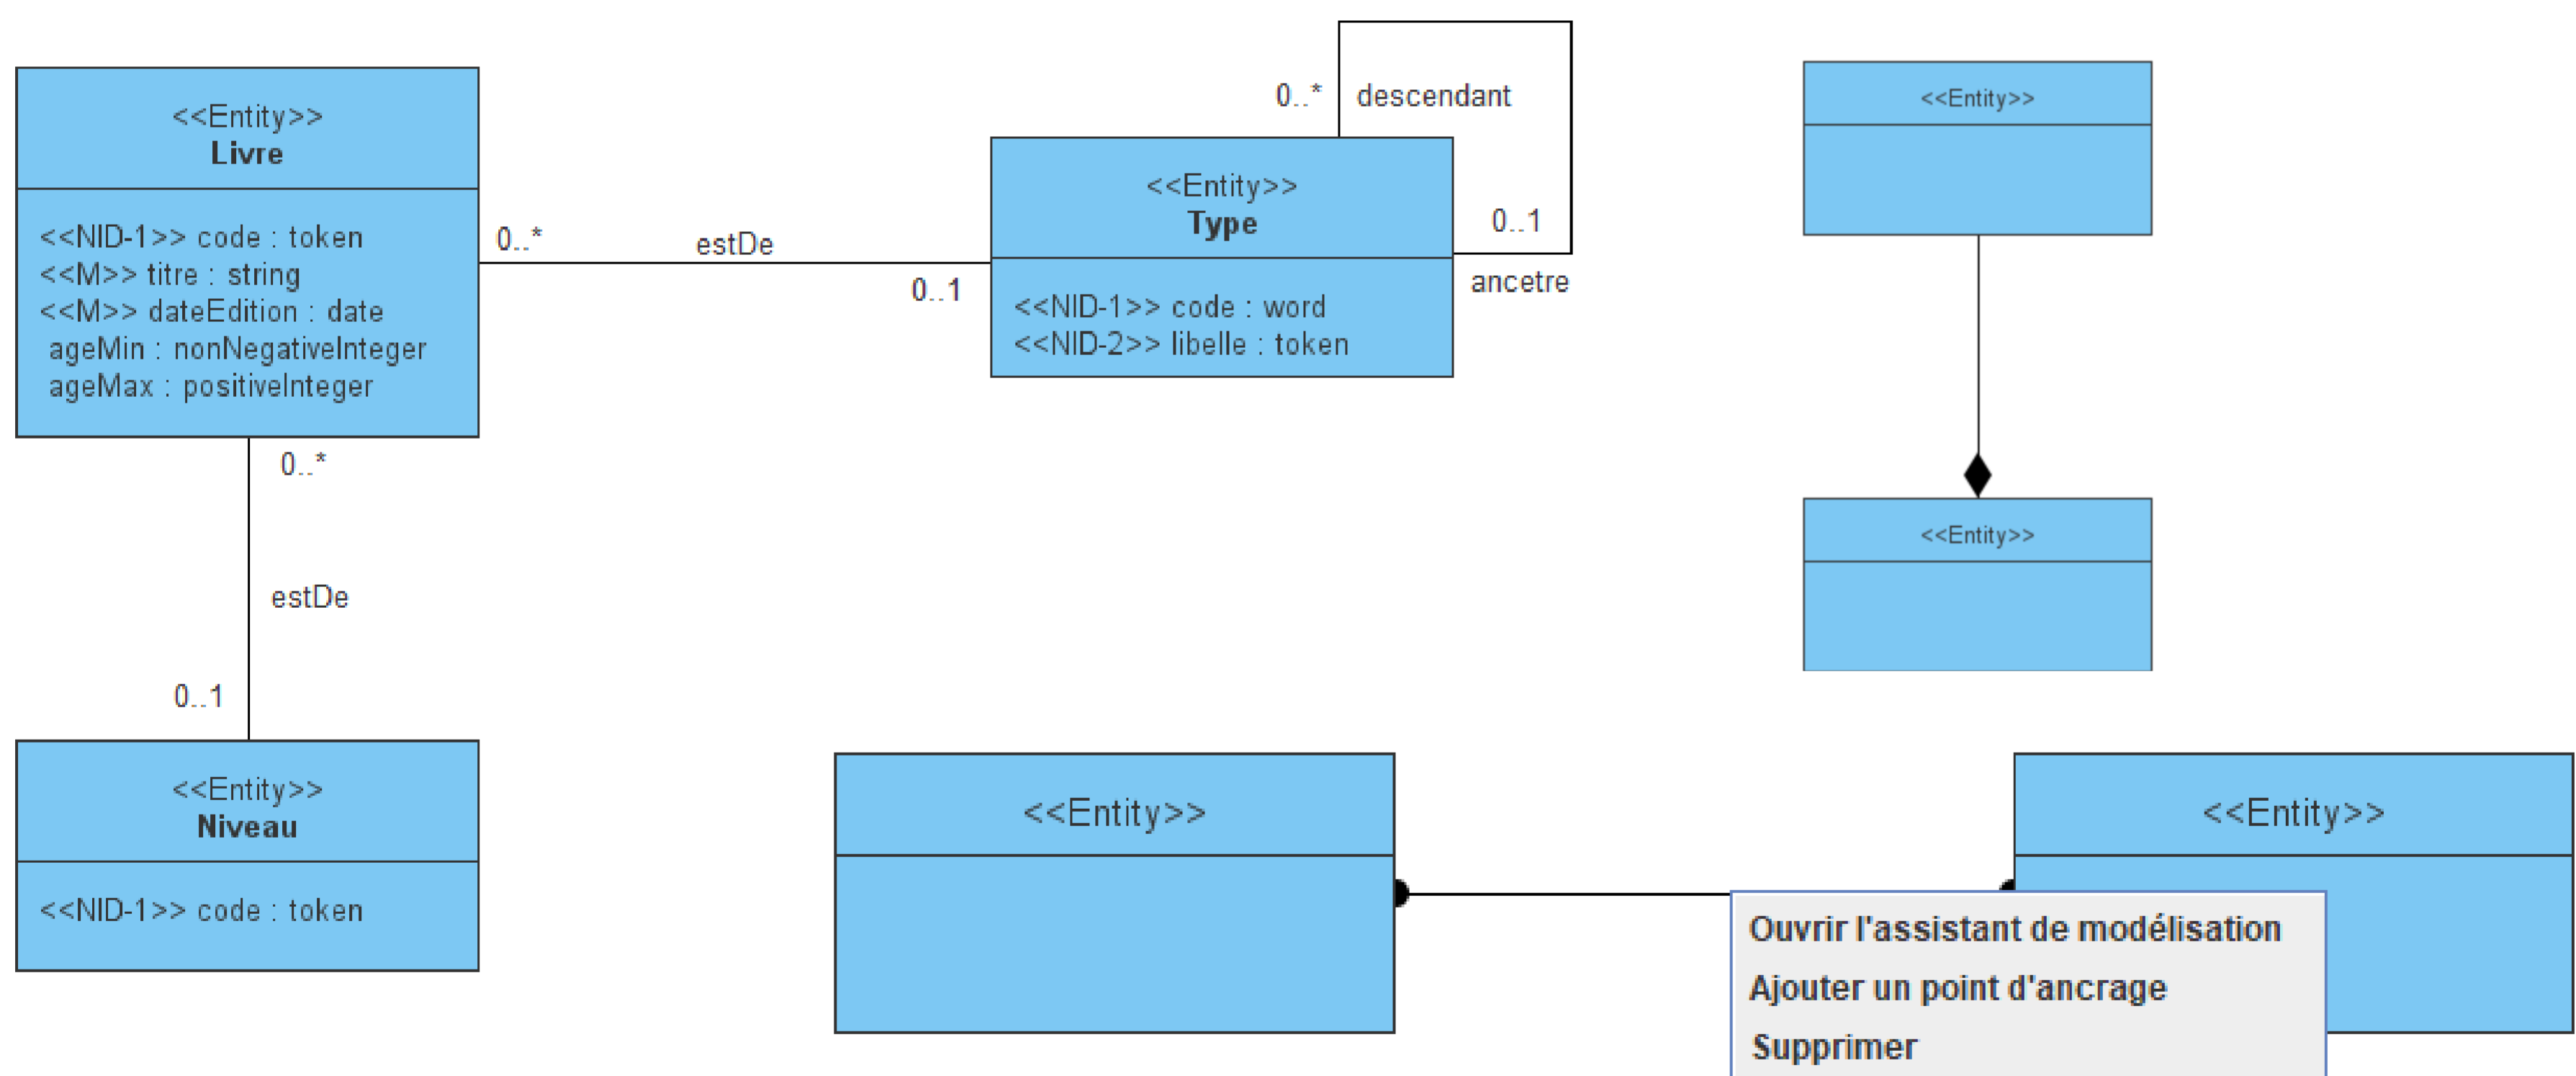 <<Entity>>
Livre
<<NID-1>> code : token
<<M>> titre : string
<<M>> dateEdition : date
ageMin : nonNegativeInteger
ageMax : positiveInteger
0..*
estDe
0..1
0..*
descendant
<<Entity>>
Type
<<NID-1>> code : word
<<NID-2>> libelle : token
0..1
ancetre
<<Entity>>
<<Entity>>
0..*
estDe
0..1
<<Entity>>
Niveau
<<NID-1>> code : token
<<Entity>>
<<Entity>>
Ouvrir l'assistant de modélisation
Ajouter un point d'ancrage
Supprimer